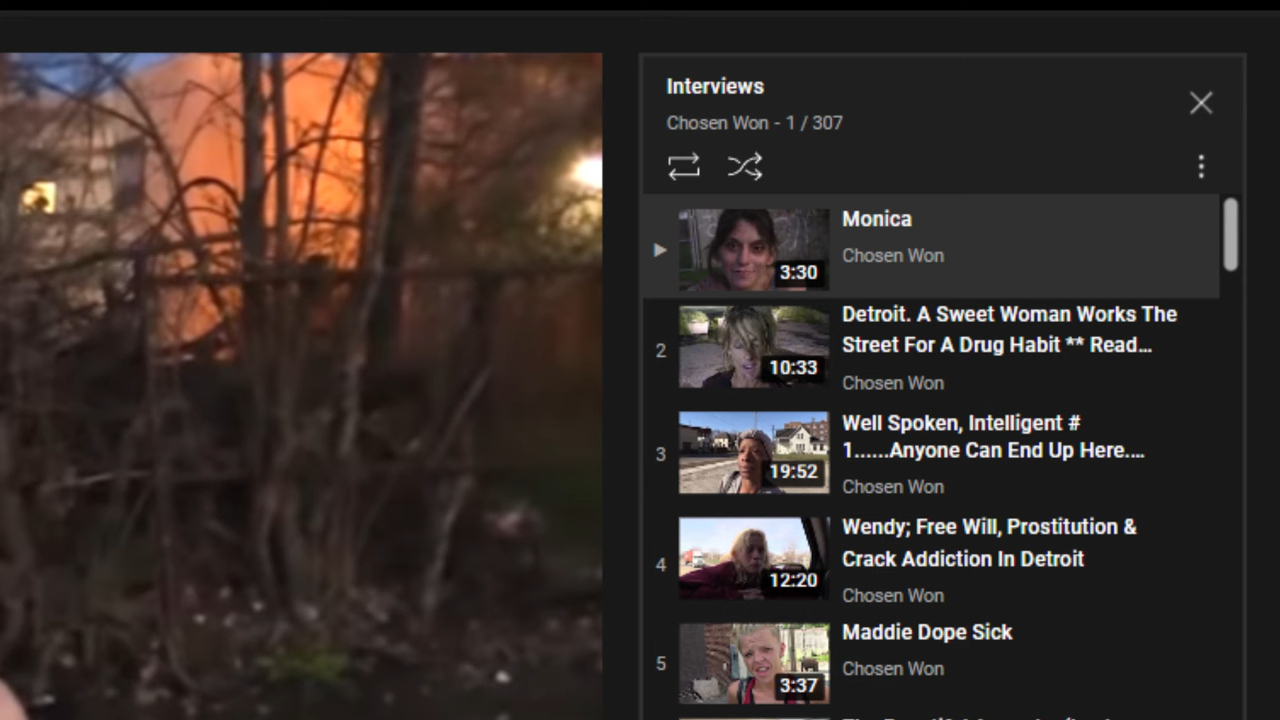 Interviews
Chosen Won - 1 / 307
Monica
Chosen Won
3:30
Detroit. A Sweet Woman Works The
Street For A Drug Habit ** Read…
Chosen Won
2
10:33
Well Spoken, Intelligent #
1......Anyone Can End Up Here.…
Chosen Won
3
19:52
Wendy; Free Will, Prostitution &
Crack Addiction In Detroit
Chosen Won
4
12:20
Maddie Dope Sick
Chosen Won
5
3:37